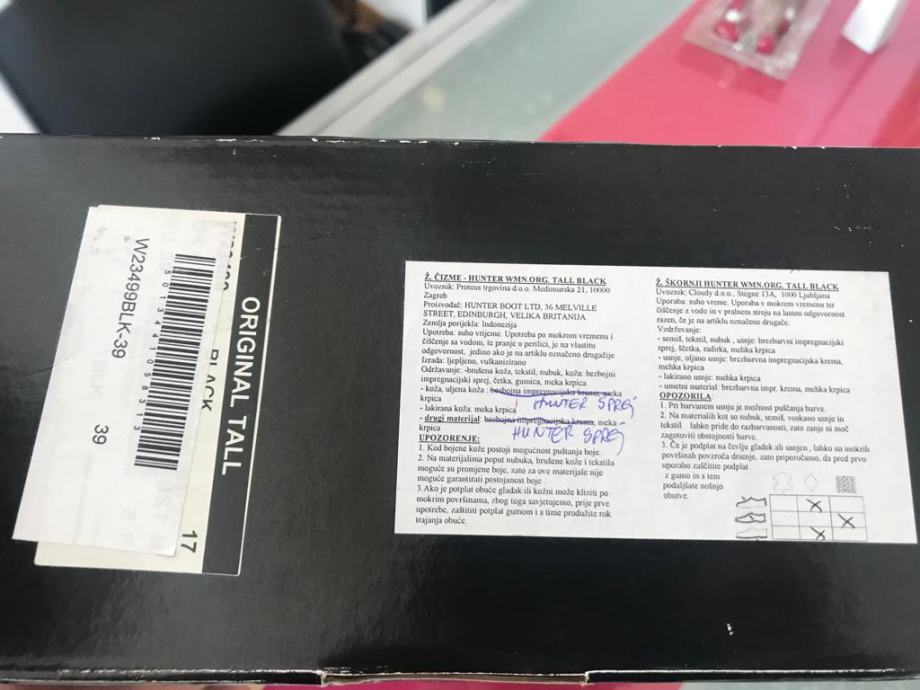 ORIGINAL TALL
BLACK
17
W23499BLK-39
39
Ž. ČIZME - HUNTER WMN.ORG. TALL BLACK
Uvoznik: Proteus trgovina d.o.o. Međimurska 21, 10000
Zagreb
Proizvođač: HUNTER BOOT LTD, 36 MELVILLE
STREET, EDINBURGH, VELIKA BRITANIJA
Zemlja porijekla: Indonezija
Upotreba: suho vrijeme. Upotreba po mokrom vremenu i
čišćenje sa vodom, te pranje u perilici, je na vlastitu
odgovornost, jedino ako je na artiklu označeno drugačije
Izrada: ljepljeno, vulkanizirano
Održavanje: -brušena koža, tekstil, nubuk, koža: bezbojni
impregnacijski sprej, četka, gumica, meka krpica
- koža, uljena koža : bezbojna impregnacijska krema, meka
krpica
HUNTER SPREJ
- lakirana koža: meka krpica
- drugi materijal: bezbojna impregnacijska krema, meka
krpica
HUNTER SPREJ
UPOZORENJE:
1. Kod bojene kože postoji mogućnost puštanja boje.
2. Na materijalima poput nubuka, brušene kože i tekstila
moguće su promjene boje, zato za ove materijale nije
moguće garantirati postojanost boje .
3. Ako je potplat obuće gladak ili kožni može kliziti po
mokrim površinama, zbog toga savjetujemo, prije prve
upotrebe, zaštititi potplat gumom i s time produžite rok
trajanja obuće.
Ž. ŠKORNJI HUNTER WMN.ORG. TALL BLACK
Uvoznik: Cloudy d.o.o., Stegne 13A, 1000 Ljubljana
Uporaba: suho vreme. Uporaba v mokrem vremenu ter
čiščenje z vodo in v pralnem stroju na lastno odgovornost
razen, če je na artiklu označeno drugače.
Vzdrževanje:
- semiš, tekstil, nubuk , usnje: brezbarvni impregnacijski
sprej, ščetka, radirka, mehka krpica
- usnje, oljano usnje: brezbarvna impregnacijska krema,
mehka krpica
- lakirano usnje: mehka krpica
- umetni material: brezbarvna impr. krema, mehka krpica
OPOZORILA:
1. Pri barvanem usnju je možnost puščanja barve.
2. Na materialih kot so nubuk, semiš, voskano usnje in
tekstil lahko pride do razbarvanosti, zato zanje ni moč
zagotoviti obstojnosti barve.
3. Če je podplat na čevlju gladek ali usnjen , lahko na mokrih
površinah povzroča drsenje, zato priporočamo, da pred prvo
uporabo zaščitite podplat
z gumo in s tem
podaljšate nošnjo
obutve.